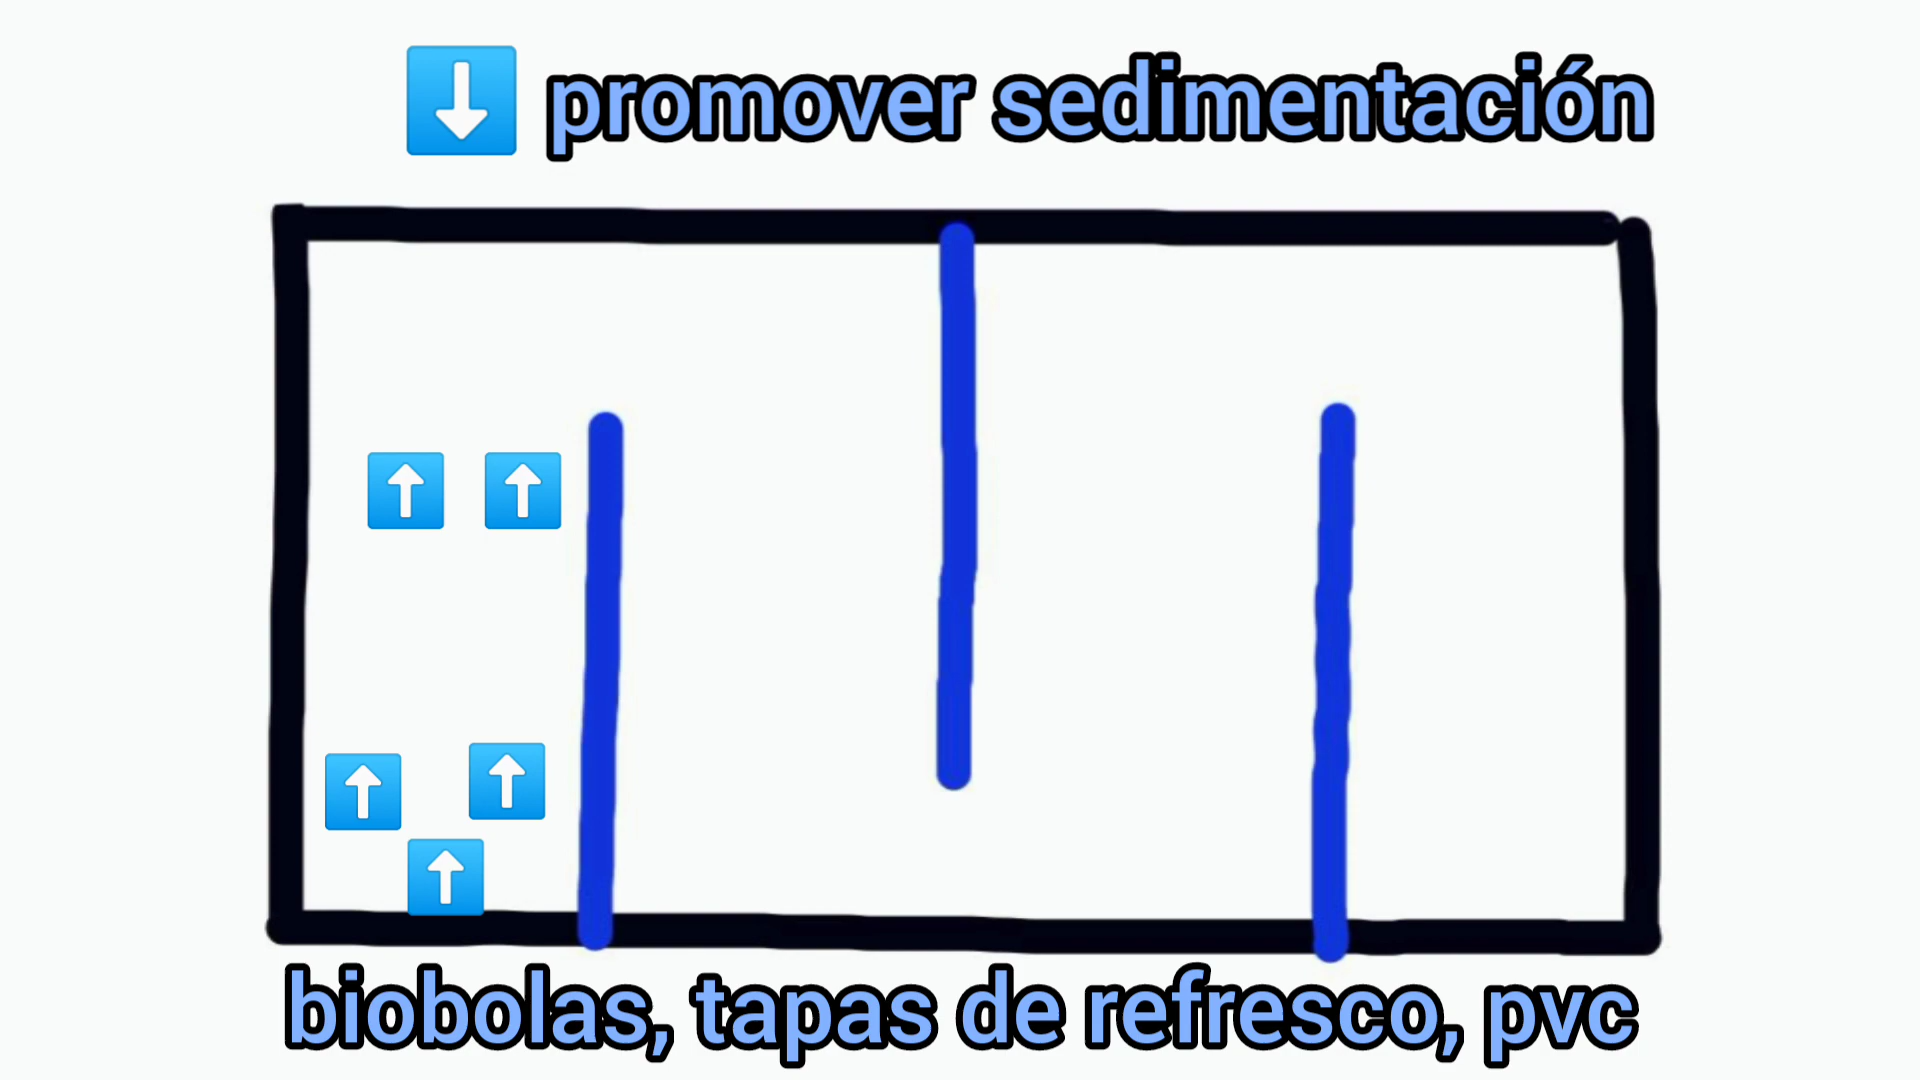 ⬇️ promover sedimentación
biobolas, tapas de refresco, pvc